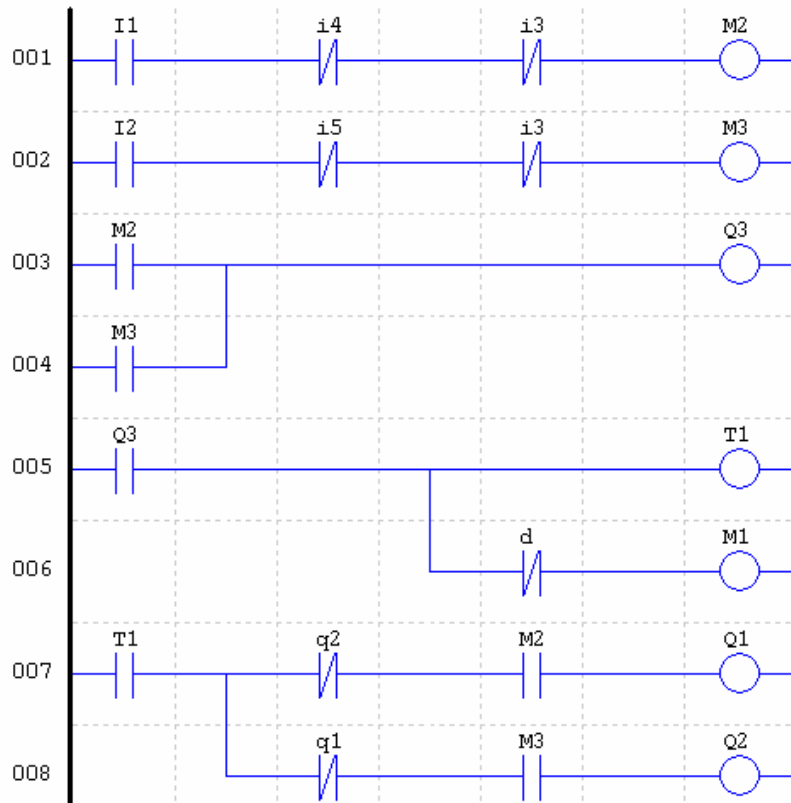 I1 i4 i3 M2
001
I2 i5 i3 M3
002
M2 Q3
003
M3
004
Q3 T1
005
d M1
006
T1 q2 M2 Q1
007
q1 M3 Q2
008